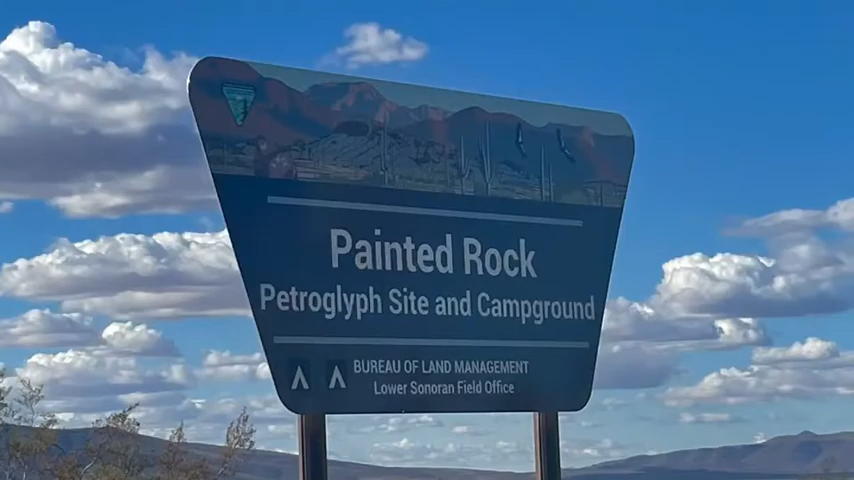 Painted Rock
Petroglyph Site and Campground
BUREAU OF LAND MANAGEMENT
Lower Sonoran Field Office